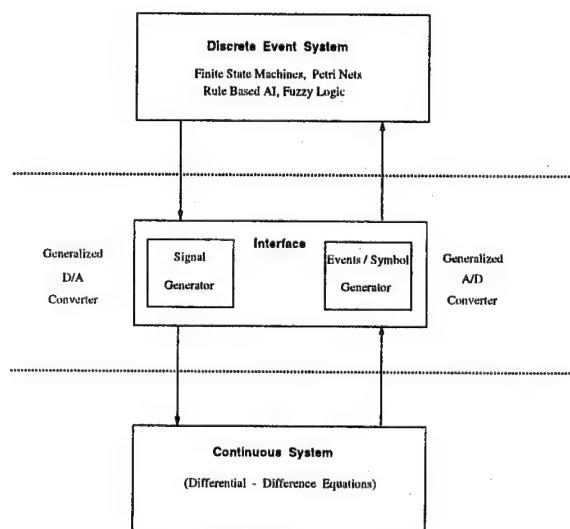 Discrete Event System
Finite State Machines, Petri Nets
Rule Based AI, Fuzzy Logic
Interface
Generalized
D/A
Converter
Signal
Generator
Events / Symbol
Generator
Generalized
A/D
Converter
Continuous System
(Differential - Difference Equations)